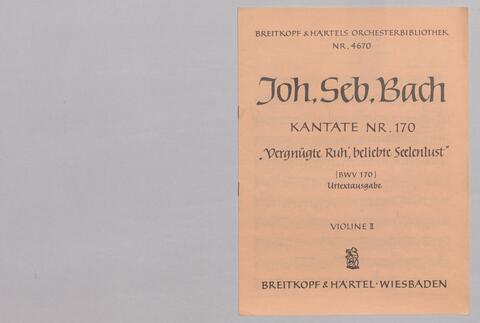 BREITKOPF & HÄRTELS ORCHESTERBIBLIOTHEK
NR. 4670
Joh. Seb. Bach
KANTATE NR. 170
„Vergnügte Ruh', beliebte Seelenlust"
(BWV 170)
Urtextausgabe
VIOLINE II
BREITKOPF & HÄRTEL · WIESBADEN